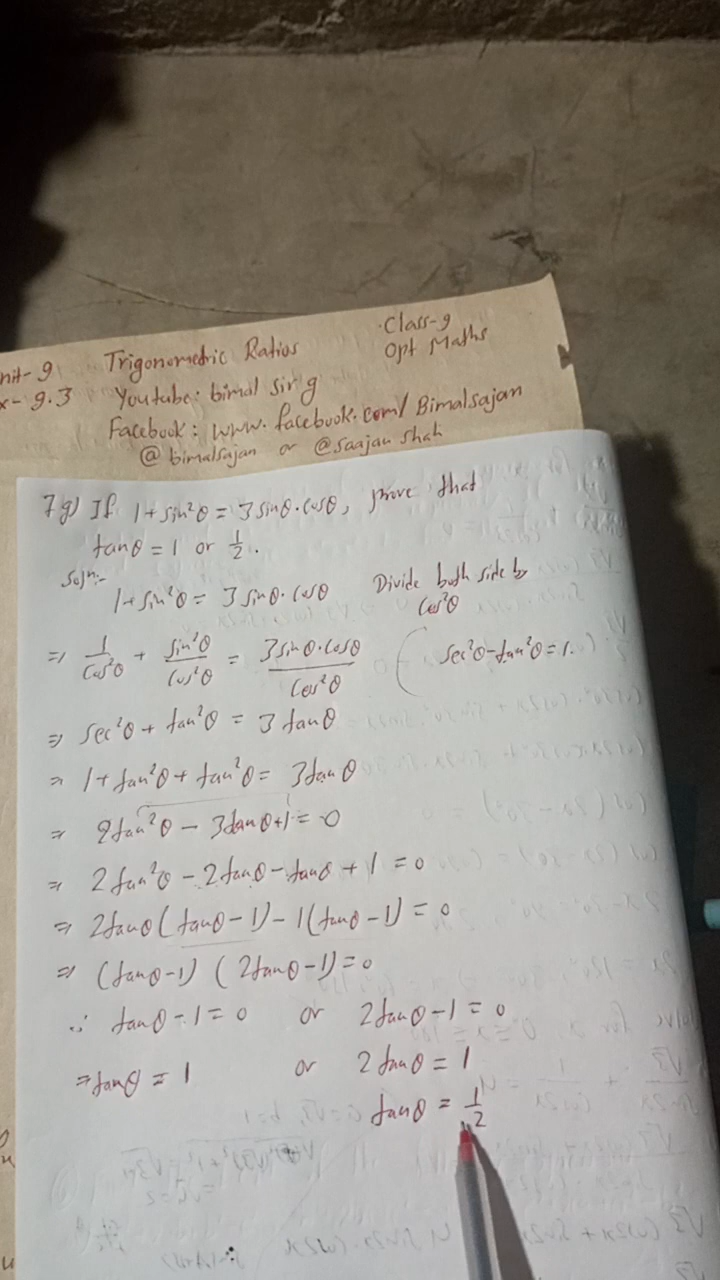 nit-9 Trigonometric Ratios Class-9
x- 9.3 Youtube: bimal sir g Opt Maths
Facebook: www.facebook.com/Bimalsajan
@bimalsajan or @saajan shah
7g) If 1+sin²θ = 3sinθ·cosθ, prove that
tanθ = 1 or 1/2.
Soln:-
1+sin²θ = 3sinθ·cosθ Divide both side by
Cos²θ
=> 1/Cos²θ + sin²θ/cos²θ = 3sinθ·cosθ/Cos²θ (sec²θ-tan²θ=1.
=> sec²θ + tan²θ = 3tanθ
=> 1+tan²θ+tan²θ = 3tanθ
=> 2tan²θ - 3tanθ+1 = 0
=> 2tan²θ - 2tanθ - tanθ + 1 = 0
=> 2tanθ(tanθ-1)-1(tanθ-1) = 0
=> (tanθ-1) (2tanθ-1)=0
∴ tanθ-1=0 or 2tanθ-1=0
=> tanθ = 1 or 2tanθ = 1
tanθ = 1/2